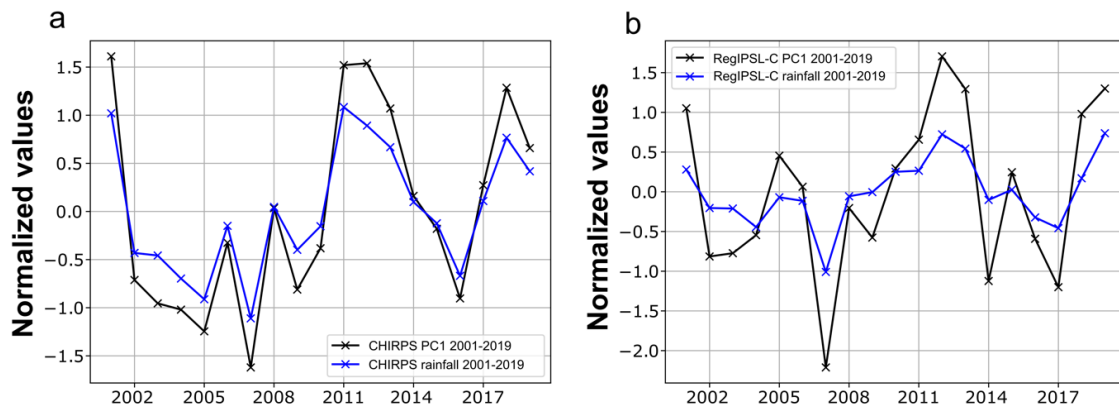 a
Normalized values
1.5
1.0
0.5
0.0
−0.5
−1.0
−1.5
CHIRPS PC1 2001-2019
CHIRPS rainfall 2001-2019
2002 2005 2008 2011 2014 2017
b
Normalized values
1.5
1.0
0.5
0.0
−0.5
−1.0
−1.5
−2.0
RegIPSL-C PC1 2001-2019
RegIPSL-C rainfall 2001-2019
2002 2005 2008 2011 2014 2017